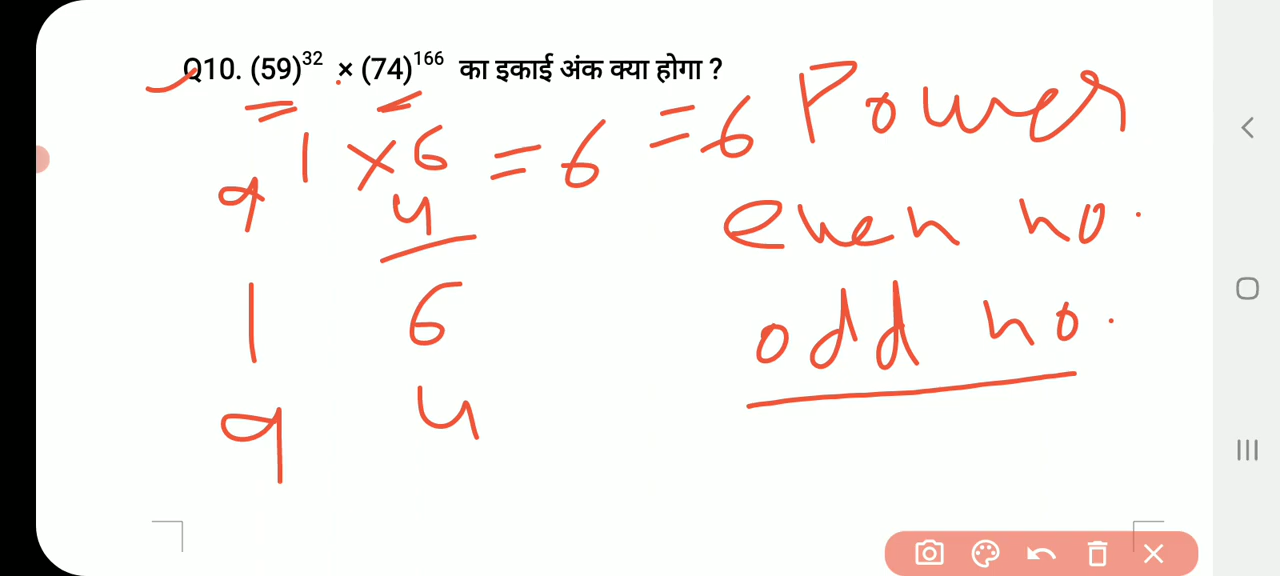 Q10. (59)^32 × (74)^166 का इकाई अंक क्या होगा ?
1 × 6 = 6 = 6
Power
9 4
even no.
1 6
odd no.
9 4